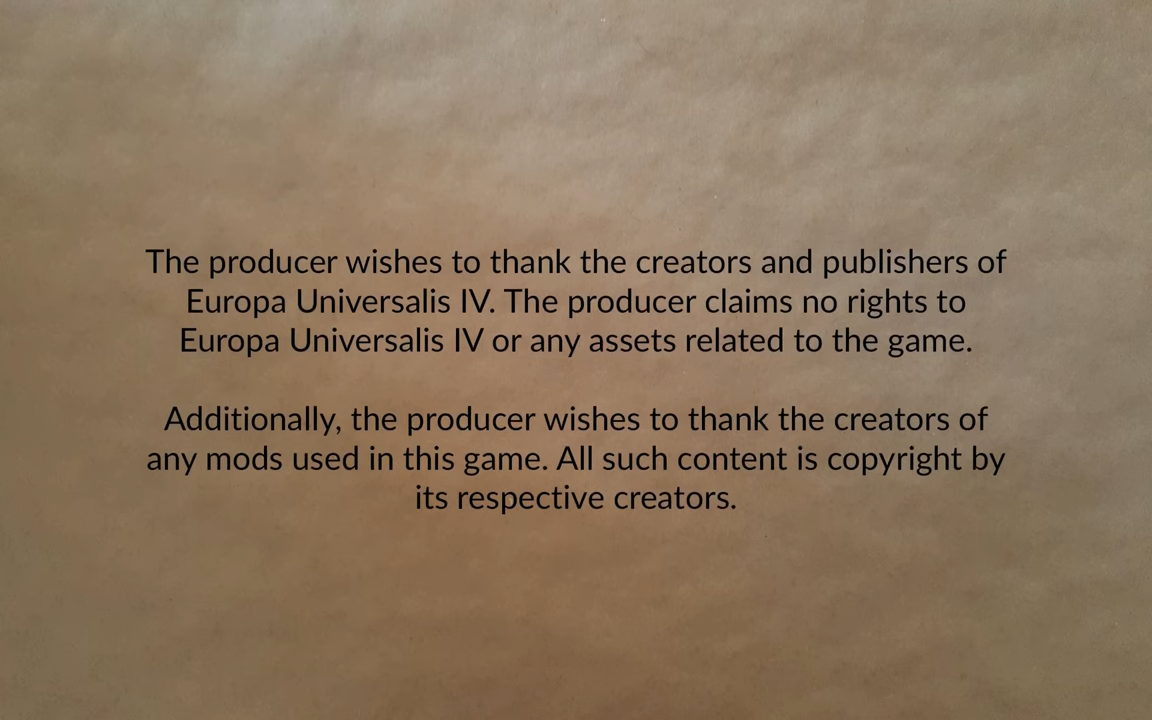 The producer wishes to thank the creators and publishers of
Europa Universalis IV. The producer claims no rights to
Europa Universalis IV or any assets related to the game.
Additionally, the producer wishes to thank the creators of
any mods used in this game. All such content is copyright by
its respective creators.